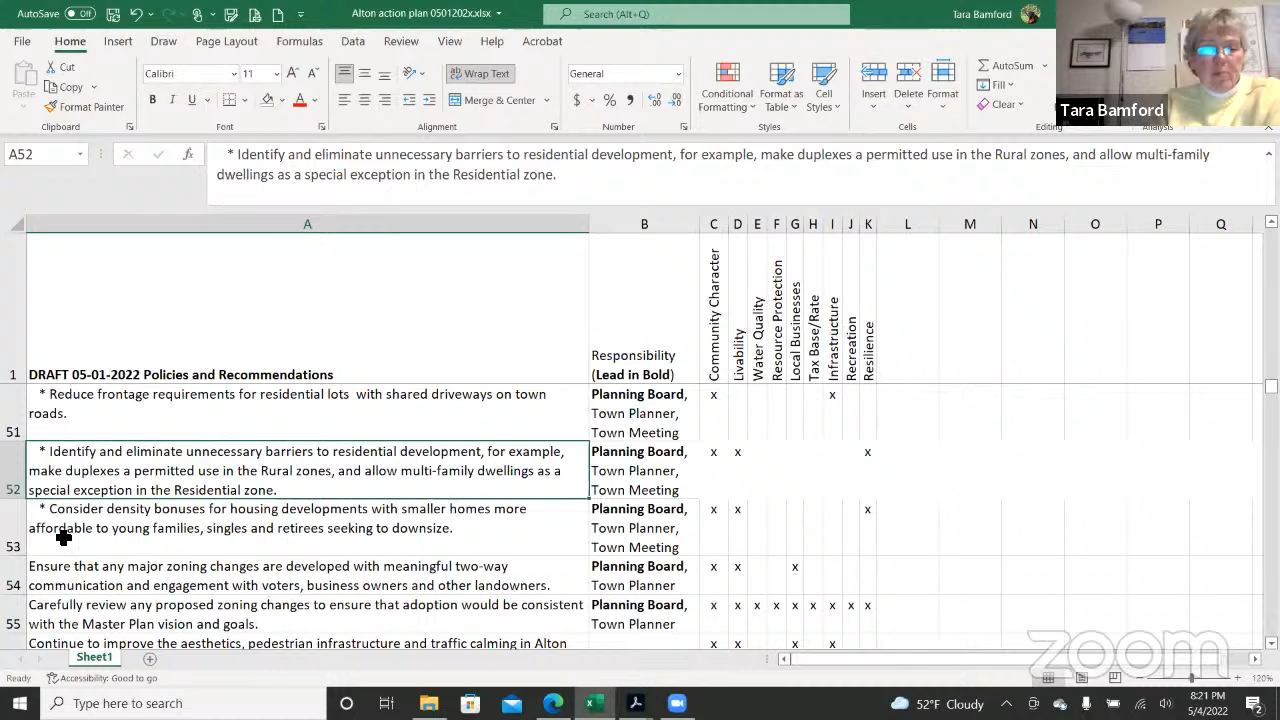 AutoSave Off Alton action plan 0501202xxlsx Search (Alt+Q) Tara Bamford
File Home Insert Draw Page Layout Formulas Data Review View Help Acrobat
Paste Cut Copy Format Painter Clipboard
Calibri 11 B I U A A Font
Wrap Text Merge & Center Alignment
General $ % Number
Conditional Formatting Format as Table Cell Styles Styles
Insert Delete Format Cells
AutoSum Fill Clear Editing Analysis
Tara Bamford
A52 fx * Identify and eliminate unnecessary barriers to residential development, for example, make duplexes a permitted use in the Rural zones, and allow multi-family
dwellings as a special exception in the Residential zone.
A B C D E F G H I J K L M N O P Q
1 DRAFT 05-01-2022 Policies and Recommendations
Responsibility
(Lead in Bold)
Community Character
Livability
Water Quality
Resource Protection
Local Businesses
Tax Base/Rate
Infrastructure
Recreation
Resilience
* Reduce frontage requirements for residential lots with shared driveways on town
roads.
51
Planning Board,
Town Planner,
Town Meeting
x x
* Identify and eliminate unnecessary barriers to residential development, for example,
make duplexes a permitted use in the Rural zones, and allow multi-family dwellings as a
special exception in the Residential zone.
52
Planning Board,
Town Planner,
Town Meeting
x x x
* Consider density bonuses for housing developments with smaller homes more
affordable to young families, singles and retirees seeking to downsize.
53
Planning Board,
Town Planner,
Town Meeting
x x x
Ensure that any major zoning changes are developed with meaningful two-way
communication and engagement with voters, business owners and other landowners.
54
Planning Board,
Town Planner
x x x
Carefully review any proposed zoning changes to ensure that adoption would be consistent
with the Master Plan vision and goals.
55
Planning Board,
Town Planner
x x x x x x x x x
Continue to improve the aesthetics, pedestrian infrastructure and traffic calming in Alton
x x x x
zoom
Sheet1
Ready Accessibility: Good to go 120%
Type here to search 52°F Cloudy 8:21 PM
5/4/2022 2